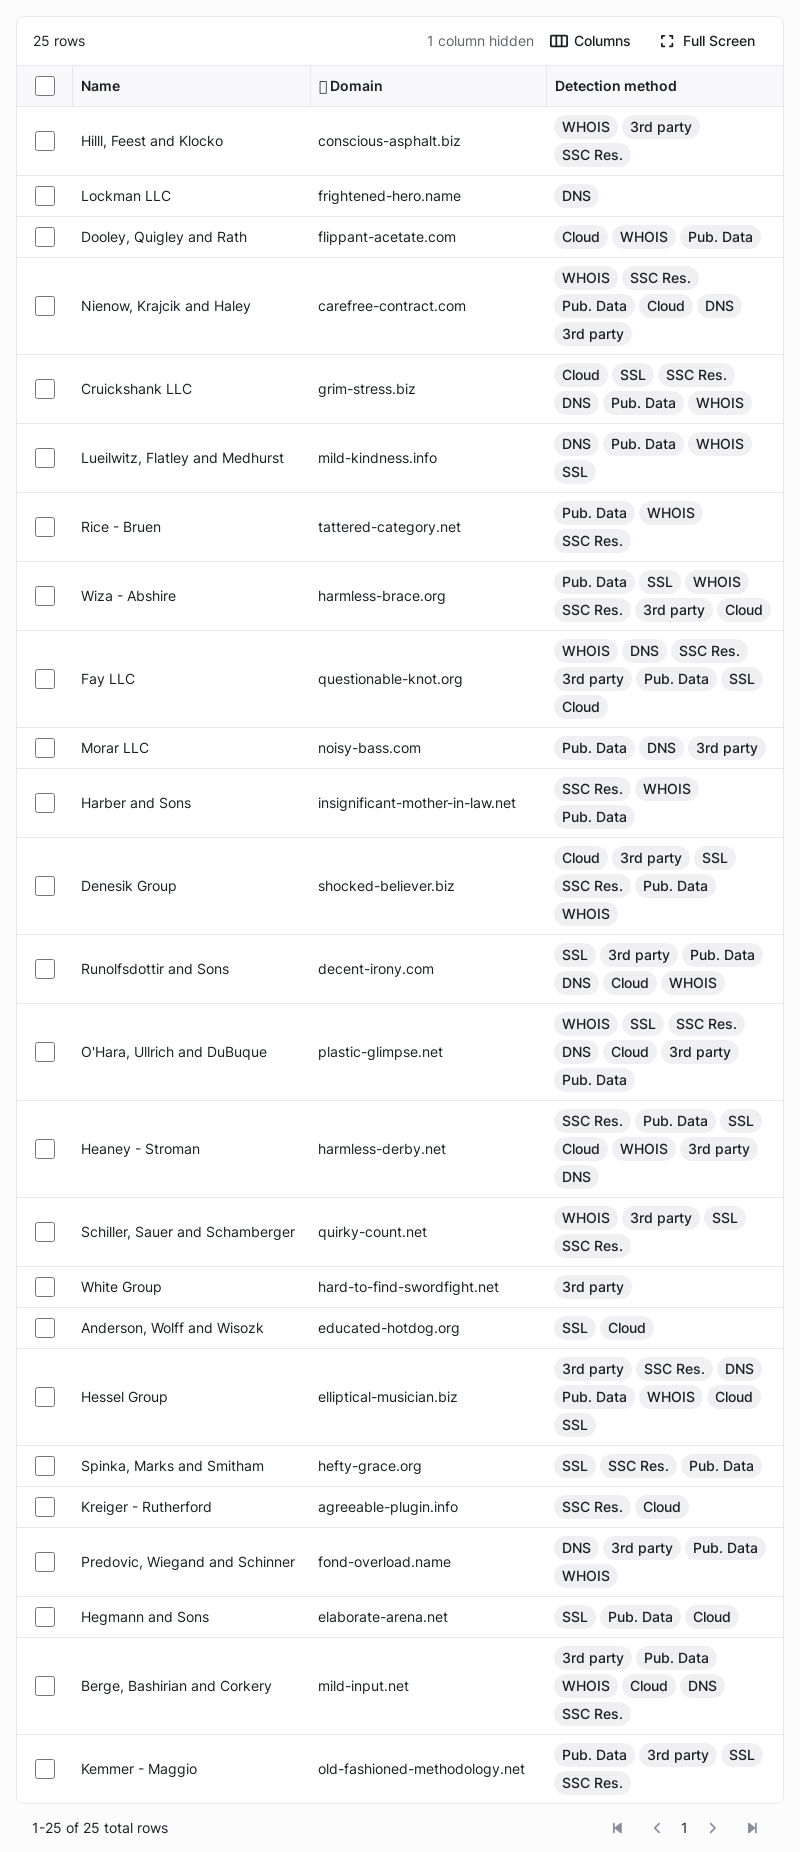 25 rows 1 column hidden Columns Full Screen
Name Domain Detection method
Hilll, Feest and Klocko conscious-asphalt.biz WHOIS 3rd party
SSC Res.
Lockman LLC frightened-hero.name DNS
Dooley, Quigley and Rath flippant-acetate.com Cloud WHOIS Pub. Data
Nienow, Krajcik and Haley carefree-contract.com WHOIS SSC Res.
Pub. Data Cloud DNS
3rd party
Cruickshank LLC grim-stress.biz Cloud SSL SSC Res.
DNS Pub. Data WHOIS
Lueilwitz, Flatley and Medhurst mild-kindness.info DNS Pub. Data WHOIS
SSL
Rice - Bruen tattered-category.net Pub. Data WHOIS
SSC Res.
Wiza - Abshire harmless-brace.org Pub. Data SSL WHOIS
SSC Res. 3rd party Cloud
Fay LLC questionable-knot.org WHOIS DNS SSC Res.
3rd party Pub. Data SSL
Cloud
Morar LLC noisy-bass.com Pub. Data DNS 3rd party
Harber and Sons insignificant-mother-in-law.net SSC Res. WHOIS
Pub. Data
Denesik Group shocked-believer.biz Cloud 3rd party SSL
SSC Res. Pub. Data
WHOIS
Runolfsdottir and Sons decent-irony.com SSL 3rd party Pub. Data
DNS Cloud WHOIS
O'Hara, Ullrich and DuBuque plastic-glimpse.net WHOIS SSL SSC Res.
DNS Cloud 3rd party
Pub. Data
Heaney - Stroman harmless-derby.net SSC Res. Pub. Data SSL
Cloud WHOIS 3rd party
DNS
Schiller, Sauer and Schamberger quirky-count.net WHOIS 3rd party SSL
SSC Res.
White Group hard-to-find-swordfight.net 3rd party
Anderson, Wolff and Wisozk educated-hotdog.org SSL Cloud
Hessel Group elliptical-musician.biz 3rd party SSC Res. DNS
Pub. Data WHOIS Cloud
SSL
Spinka, Marks and Smitham hefty-grace.org SSL SSC Res. Pub. Data
Kreiger - Rutherford agreeable-plugin.info SSC Res. Cloud
Predovic, Wiegand and Schinner fond-overload.name DNS 3rd party Pub. Data
WHOIS
Hegmann and Sons elaborate-arena.net SSL Pub. Data Cloud
Berge, Bashirian and Corkery mild-input.net 3rd party Pub. Data
WHOIS Cloud DNS
SSC Res.
Kemmer - Maggio old-fashioned-methodology.net Pub. Data 3rd party SSL
SSC Res.
1-25 of 25 total rows 1